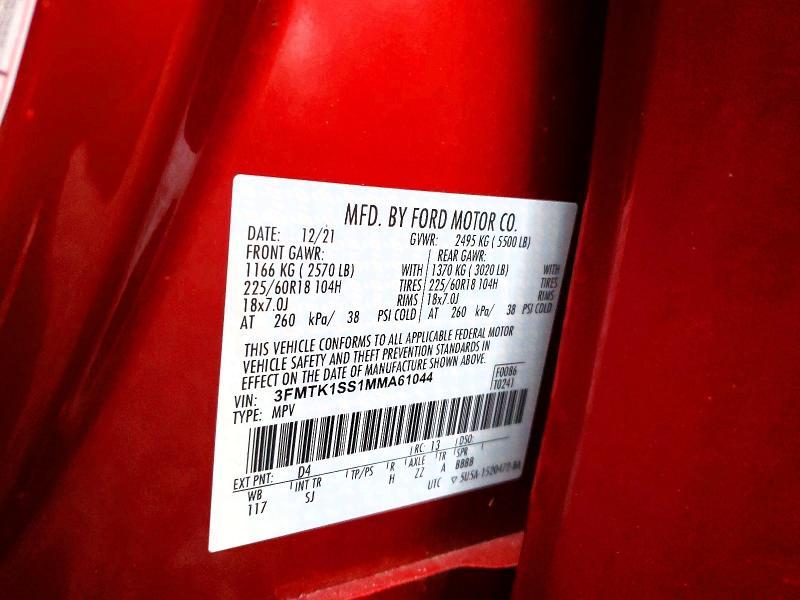 MFD. BY FORD MOTOR CO.
DATE: 12/21 GVWR: 2495 KG ( 5500 LB)
FRONT GAWR: REAR GAWR:
1166 KG ( 2570 LB) WITH 1370 KG ( 3020 LB) WITH
225/60R18 104H TIRES 225/60R18 104H TIRES
18x7.0J RIMS 18x7.0J RIMS
AT 260 kPa/ 38 PSI COLD AT 260 kPa/ 38 PSI COLD
THIS VEHICLE CONFORMS TO ALL APPLICABLE FEDERAL MOTOR
VEHICLE SAFETY AND THEFT PREVENTION STANDARDS IN
EFFECT ON THE DATE OF MANUFACTURE SHOWN ABOVE.
VIN: 3FMTK1SS1MMA61044 F0086
TYPE: MPV T0241
EXT PNT: D4 RC: 13 DSO:
WB INT TR TP/PS R AXLE TR SPR
117 SJ H ZZ A BBBB
UTC